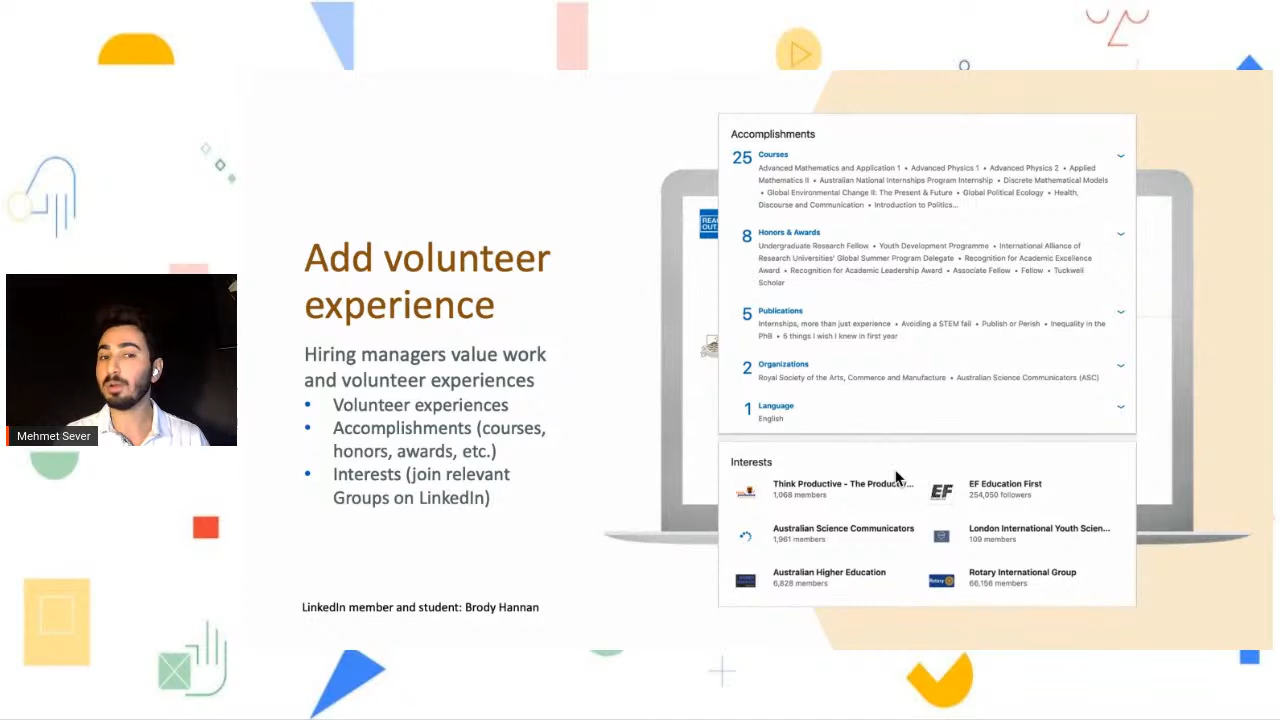 Add volunteer
experience
Hiring managers value work
and volunteer experiences
• Volunteer experiences
• Accomplishments (courses,
honors, awards, etc.)
• Interests (join relevant
Groups on LinkedIn)
LinkedIn member and student: Brody Hannan
Mehmet Sever
REAC
OUT.
Accomplishments
25 Courses
Advanced Mathematics and Application 1 • Advanced Physics 1 • Advanced Physics 2 • Applied
Mathematics II • Australian National Internships Program Internship • Discrete Mathematical Models
• Global Environmental Change II: The Present & Future • Global Political Ecology • Health,
Discourse and Communication • Introduction to Politics...
8 Honors & Awards
Undergraduate Research Fellow • Youth Development Programme • International Alliance of
Research Universities' Global Summer Program Delegate • Recognition for Academic Excellence
Award • Recognition for Academic Leadership Award • Associate Fellow • Fellow • Tuckwell
Scholar
5 Publications
Internships, more than just experience • Avoiding a STEM fail • Publish or Perish • Inequality in the
PhB • 6 things I wish I knew in first year
2 Organizations
Royal Society of the Arts, Commerce and Manufacture • Australian Science Communicators (ASC)
1 Language
English
Interests
Think Productive - The Productiv...
1,068 members
EF
EF Education First
254,050 followers
Australian Science Communicators
1,961 members
London International Youth Scien...
109 members
Australian Higher Education
6,828 members
Rotary
Rotary International Group
66,156 members